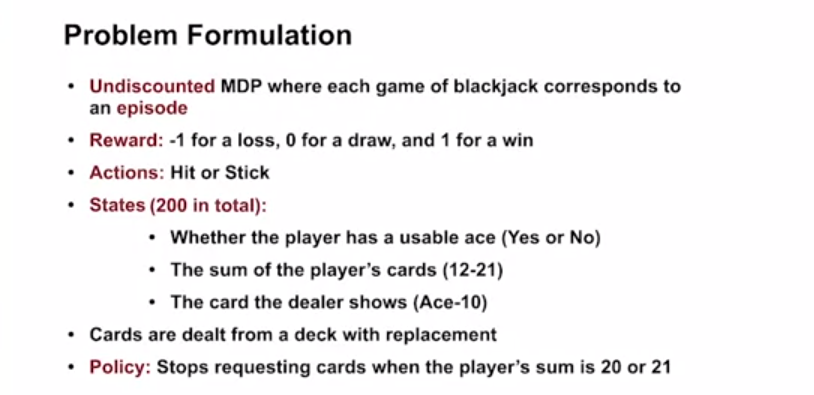 Problem Formulation
• Undiscounted MDP where each game of blackjack corresponds to
an episode
• Reward: -1 for a loss, 0 for a draw, and 1 for a win
• Actions: Hit or Stick
• States (200 in total):
• Whether the player has a usable ace (Yes or No)
• The sum of the player's cards (12-21)
• The card the dealer shows (Ace-10)
• Cards are dealt from a deck with replacement
• Policy: Stops requesting cards when the player's sum is 20 or 21